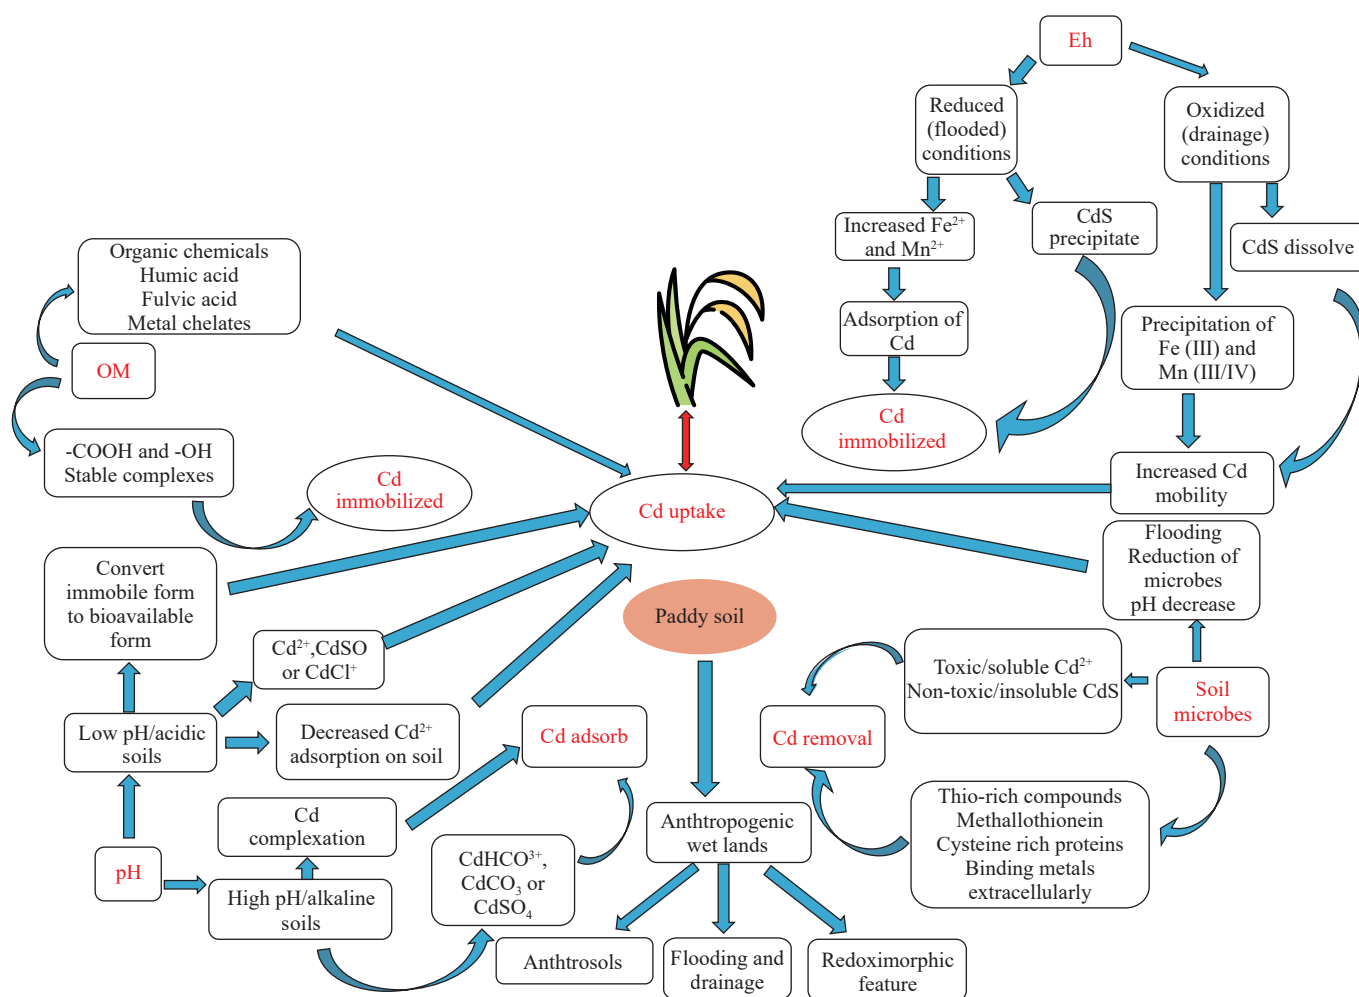 Eh
Reduced
(flooded)
conditions
Oxidized
(drainage)
conditions
Increased Fe²⁺
and Mn²⁺
CdS
precipitate
CdS dissolve
Organic chemicals
Humic acid
Fulvic acid
Metal chelates
Adsorption of
Cd
Precipitation of
Fe (III) and
Mn (III/IV)
OM
Cd
immobilized
-COOH and -OH
Stable complexes
Cd
immobilized
Increased Cd
mobility
Cd uptake
Flooding
Reduction of
microbes
pH decrease
Convert
immobile form
to bioavailable
form
Paddy soil
Cd²⁺,CdSO
or CdCl⁺
Toxic/soluble Cd²⁺
Non-toxic/insoluble CdS
Soil
microbes
Low pH/acidic
soils
Decreased Cd²⁺
adsorption on soil
Cd adsorb
Cd removal
Cd
complexation
Anhtropogenic
wet lands
Thio-rich compounds
Methallothionein
Cysteine rich proteins
Binding metals
extracellularly
pH
CdHCO³⁺,
CdCO₃ or
CdSO₄
High pH/alkaline
soils
Anhtrosols
Flooding and
drainage
Redoximorphic
feature